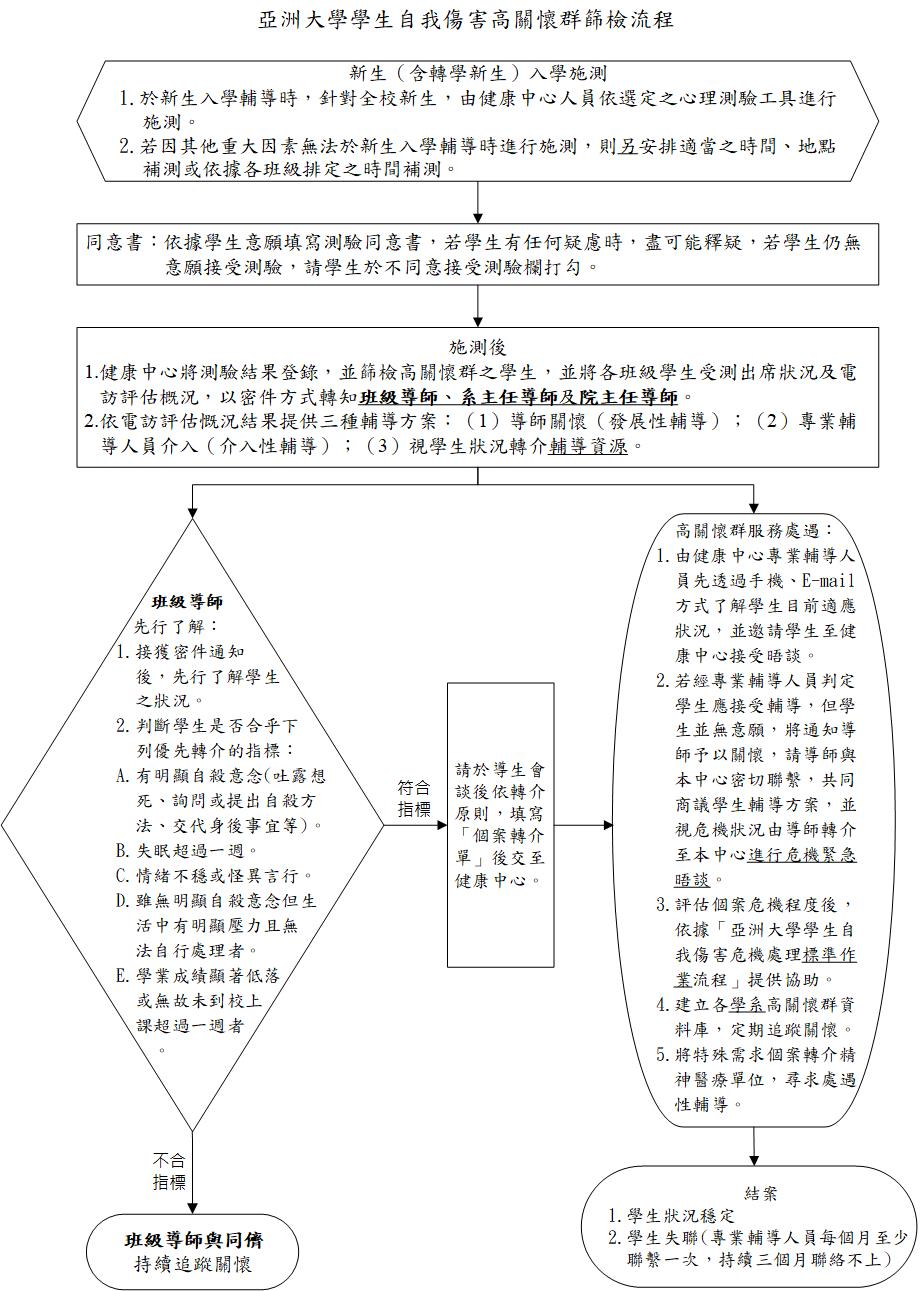 亞洲大學學生自我傷害高關懷群篩檢流程
新生（含轉學新生）入學施測
1.於新生入學輔導時，針對全校新生，由健康中心人員依選定之心理測驗工具進行
施測。
2.若因其他重大因素無法於新生入學輔導時進行施測，則另安排適當之時間、地點
補測或依據各班級排定之時間補測。
同意書：依據學生意願填寫測驗同意書，若學生有任何疑慮時，盡可能釋疑，若學生仍無
意願接受測驗，請學生於不同意接受測驗欄打勾。
施測後
1.健康中心將測驗結果登錄，並篩檢高關懷群之學生，並將各班級學生受測出席狀況及電
訪評估概況，以密件方式轉知班級導師、系主任導師及院主任導師。
2.依電訪評估慨況結果提供三種輔導方案：（1）導師關懷（發展性輔導）；（2）專業輔
導人員介入（介入性輔導）；（3）視學生狀況轉介輔導資源。
班級導師
先行了解：
1.接獲密件通知
後，先行了解學生
之狀況。
2.判斷學生是否合乎下
列優先轉介的指標：
A.有明顯自殺意念(吐露想
死、詢問或提出自殺方
法、交代身後事宜等)。
B.失眠超過一週。
C.情緒不穩或怪異言行。
D.雖無明顯自殺意念但生
活中有明顯壓力且無
法自行處理者。
E.學業成績顯著低落
或無故未到校上
課超過一週者
。
符合
指標
請於導生會
談後依轉介
原則，填寫
「個案轉介
單」後交至
健康中心。
高關懷群服務處遇：
1.由健康中心專業輔導人
員先透過手機、E-mail
方式了解學生目前適應
狀況，並邀請學生至健
康中心接受晤談。
2.若經專業輔導人員判定
學生應接受輔導，但學
生並無意願，將通知導
師予以關懷，請導師與
本中心密切聯繫，共同
商議學生輔導方案，並
視危機狀況由導師轉介
至本中心進行危機緊急
晤談。
3.評估個案危機程度後，
依據「亞洲大學學生自
我傷害危機處理標準作
業流程」提供協助。
4.建立各學系高關懷群資
料庫，定期追蹤關懷。
5.將特殊需求個案轉介精
神醫療單位，尋求處遇
性輔導。
不合
指標
班級導師與同儕
持續追蹤關懷
結案
1.學生狀況穩定
2.學生失聯(專業輔導人員每個月至少
聯繫一次，持續三個月聯絡不上)